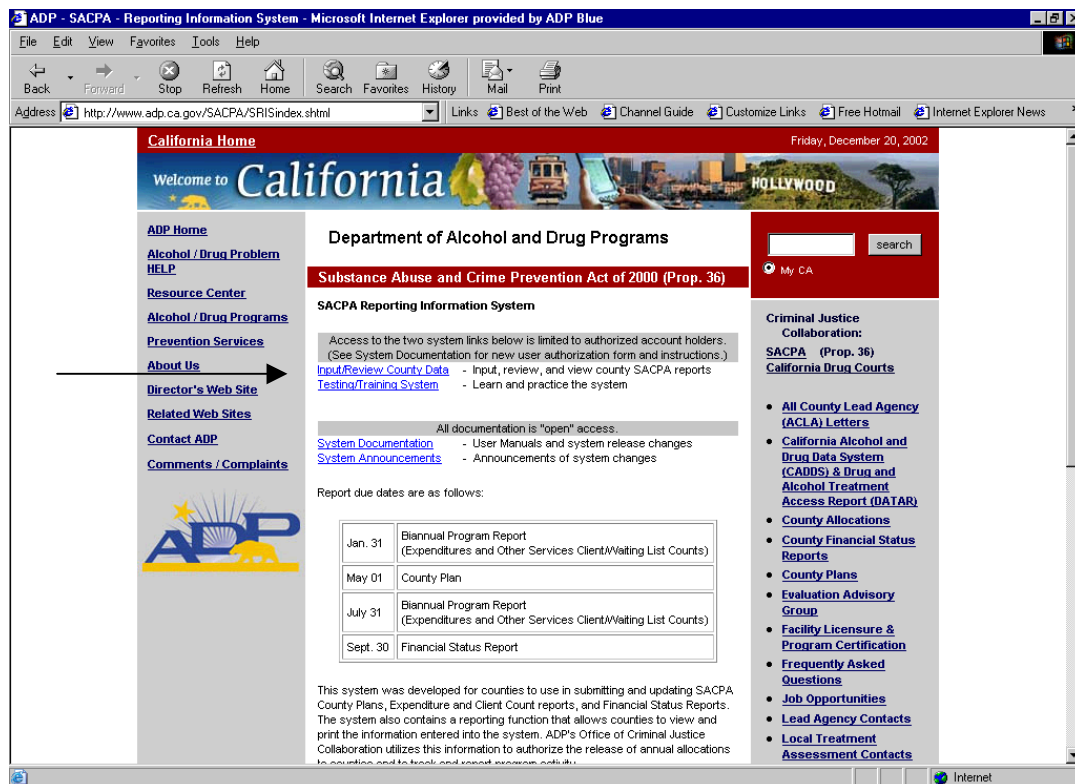 ADP - SACPA - Reporting Information System - Microsoft Internet Explorer provided by ADP Blue
File Edit View Favorites Tools Help
Back Forward Stop Refresh Home Search Favorites History Mail Print
Address http://www.adp.ca.gov/SACPA/SRISindex.shtml Links Best of the Web Channel Guide Customize Links Free Hotmail Internet Explorer News
California Home Friday, December 20, 2002
Welcome to California HOLLYWOOD
ADP Home
Alcohol / Drug Problem
HELP
Resource Center
Alcohol / Drug Programs
Prevention Services
About Us
Director's Web Site
Related Web Sites
Contact ADP
Comments / Complaints
ADP
Department of Alcohol and Drug Programs
Substance Abuse and Crime Prevention Act of 2000 (Prop. 36)
SACPA Reporting Information System
Access to the two system links below is limited to authorized account holders.
(See System Documentation for new user authorization form and instructions.)
Input/Review County Data - Input, review, and view county SACPA reports
Testing/Training System - Learn and practice the system
All documentation is "open" access.
System Documentation - User Manuals and system release changes
System Announcements - Announcements of system changes
Report due dates are as follows:
Jan. 31 Biannual Program Report
(Expenditures and Other Services Client/Waiting List Counts)
May 01 County Plan
July 31 Biannual Program Report
(Expenditures and Other Services Client/Waiting List Counts)
Sept. 30 Financial Status Report
This system was developed for counties to use in submitting and updating SACPA
County Plans, Expenditure and Client Count reports, and Financial Status Reports.
The system also contains a reporting function that allows counties to view and
print the information entered into the system. ADP's Office of Criminal Justice
Collaboration utilizes this information to authorize the release of annual allocations
to counties and to track and report program activity.
search
My CA
Criminal Justice
Collaboration:
SACPA (Prop. 36)
California Drug Courts
All County Lead Agency
(ACLA) Letters
California Alcohol and
Drug Data System
(CADDS) & Drug and
Alcohol Treatment
Access Report (DATAR)
County Allocations
County Financial Status
Reports
County Plans
Evaluation Advisory
Group
Facility Licensure &
Program Certification
Frequently Asked
Questions
Job Opportunities
Lead Agency Contacts
Local Treatment
Assessment Contacts
Internet